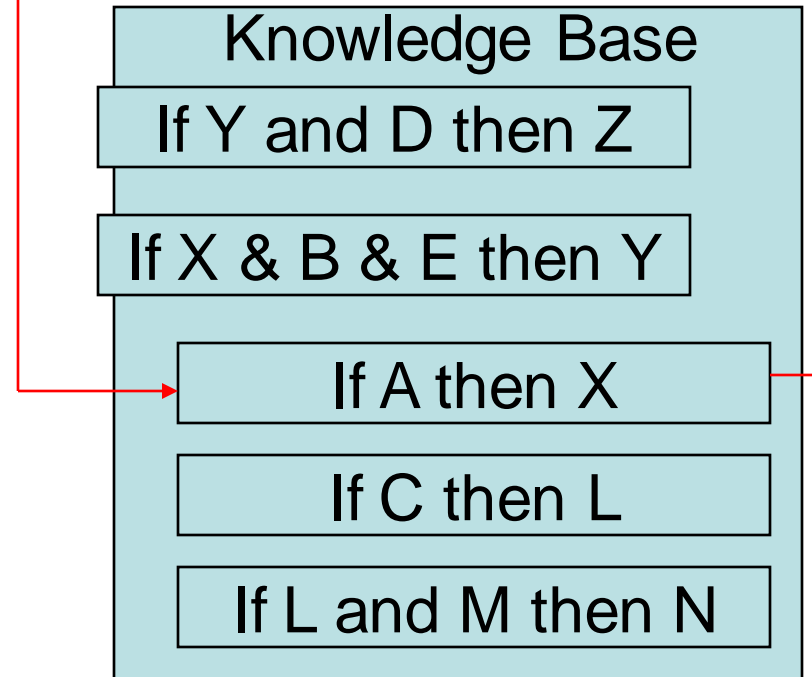 Knowledge Base
If Y and D then Z
If X & B & E then Y
If A then X
If C then L
If L and M then N